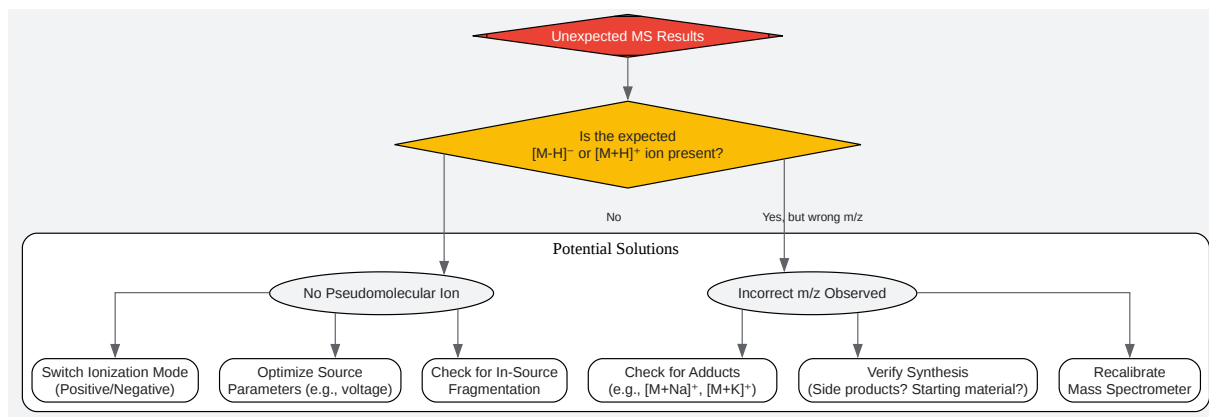 Unexpected MS Results
Is the expected
[M-H]⁻ or [M+H]⁺ ion present?
No
Yes, but wrong m/z
Potential Solutions
No Pseudomolecular Ion
Incorrect m/z Observed
Switch Ionization Mode
(Positive/Negative)
Optimize Source
Parameters (e.g., voltage)
Check for In-Source
Fragmentation
Check for Adducts
(e.g., [M+Na]⁺, [M+K]⁺)
Verify Synthesis
(Side products? Starting material?)
Recalibrate
Mass Spectrometer